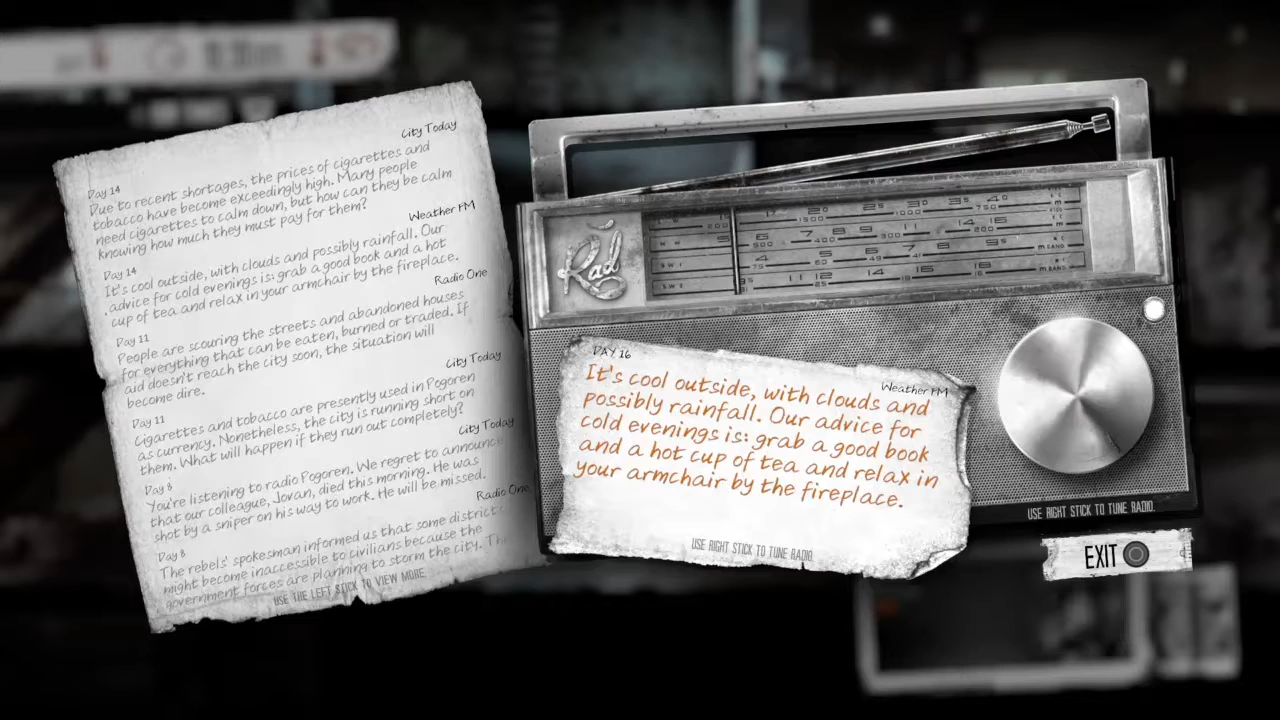 City Today
Day 14
Due to recent shortages, the prices of cigarettes and
tobacco have become exceedingly high. Many people
need cigarettes to calm down, but how can they be calm
knowing how much they must pay for them?
Weather FM
Day 14
It's cool outside, with clouds and possibly rainfall. Our
advice for cold evenings is: grab a good book and a hot
cup of tea and relax in your armchair by the fireplace.
Radio One
Day 11
People are scouring the streets and abandoned houses
for everything that can be eaten, burned or traded. If
aid doesn't reach the city soon, the situation will
become dire.
City Today
Day 11
Cigarettes and tobacco are presently used in Pogoren
as currency. Nonetheless, the city is running short on
them. What will happen if they run out completely?
City Today
Day 8
You're listening to radio Pogoren. We regret to announce
that our colleague, Jovan, died this morning. He was
shot by a sniper on his way to work. He will be missed.
Radio One
Day 8
The rebels' spokesman informed us that some district
might become inaccessible to civilians because the
government forces are planning to storm the city. Th
USE THE LEFT STICK TO VIEW MORE.
Rad
DAY 16
Weather FM
It's cool outside, with clouds and
possibly rainfall. Our advice for
cold evenings is: grab a good book
and a hot cup of tea and relax in
your armchair by the fireplace.
USE RIGHT STICK TO TUNE RADIO.
USE RIGHT STICK TO TUNE RADIO.
EXIT